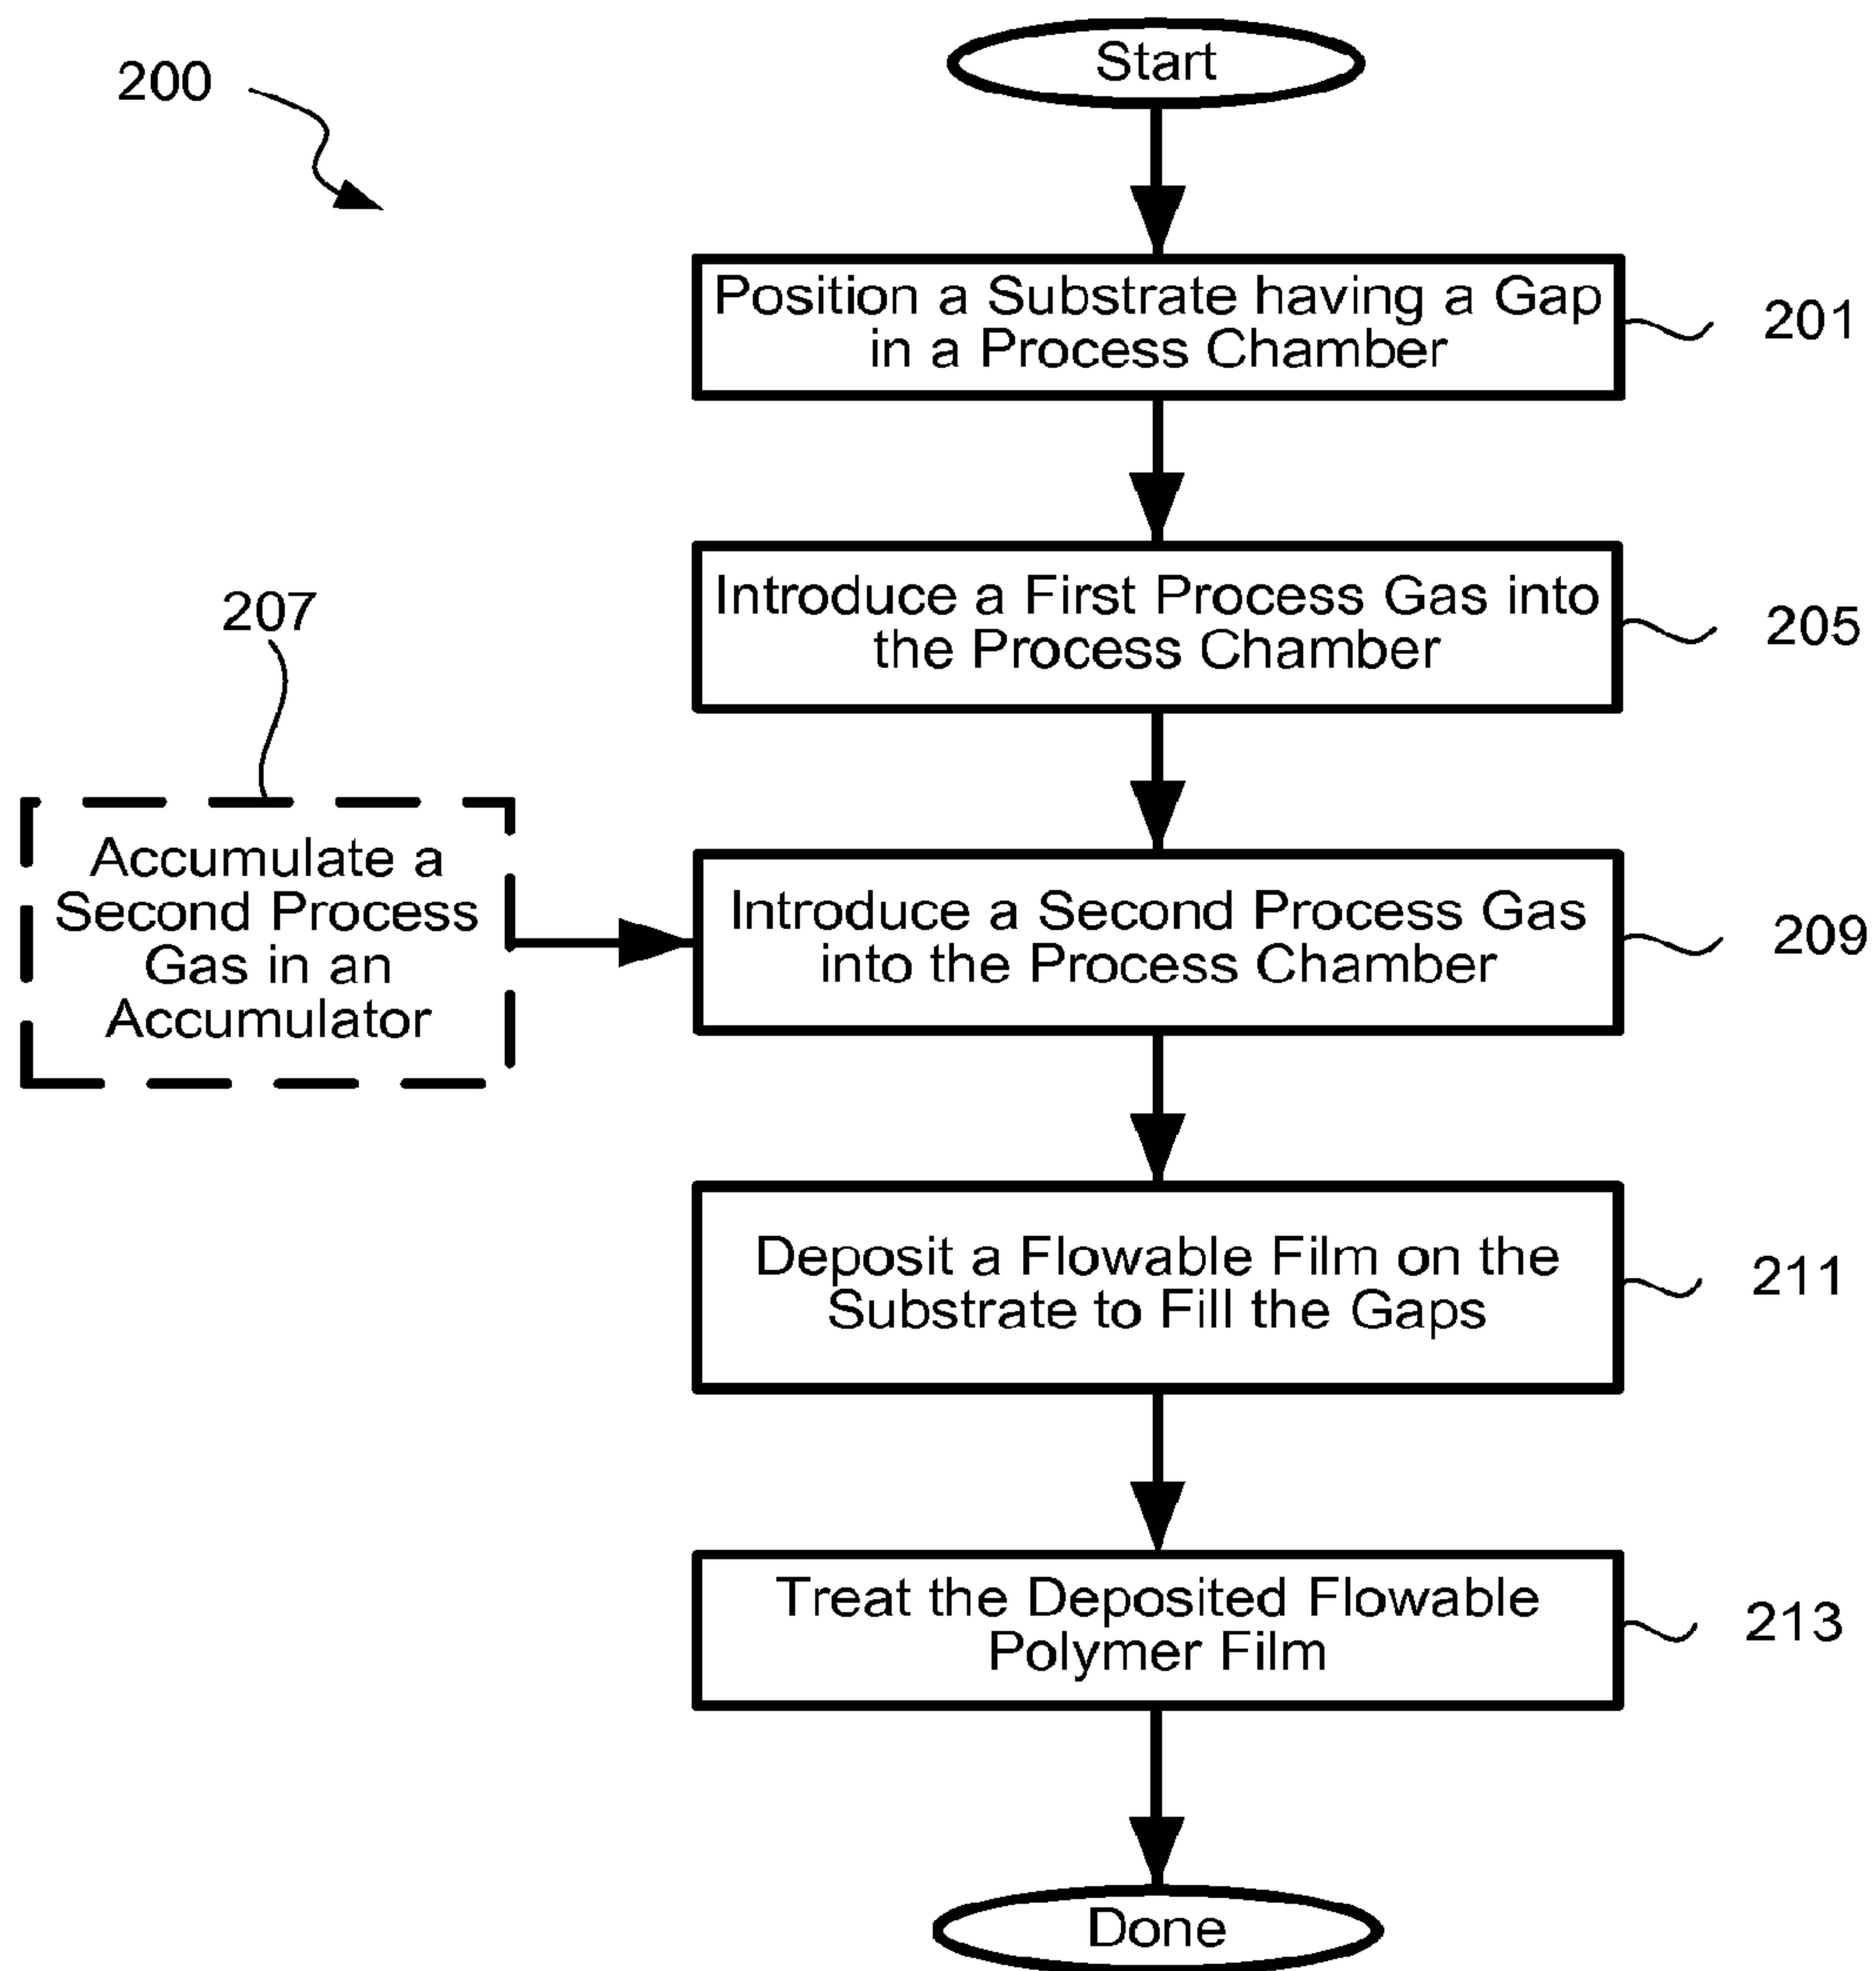 200
Start
Position a Substrate having a Gap
in a Process Chamber
201
Introduce a First Process Gas into
the Process Chamber
205
207
Accumulate a
Second Process
Gas in an
Accumulator
Introduce a Second Process Gas
into the Process Chamber
209
Deposit a Flowable Film on the
Substrate to Fill the Gaps
211
Treat the Deposited Flowable
Polymer Film
213
Done